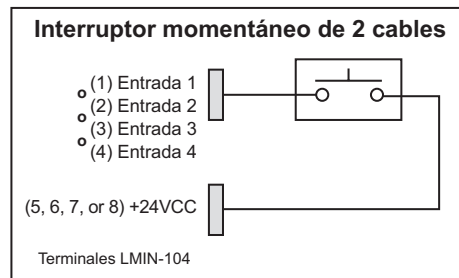 Interruptor momentáneo de 2 cables
(1) Entrada 1
o (2) Entrada 2
o (3) Entrada 3
o (4) Entrada 4
(5, 6, 7, or 8) +24VCC
Terminales LMIN-104